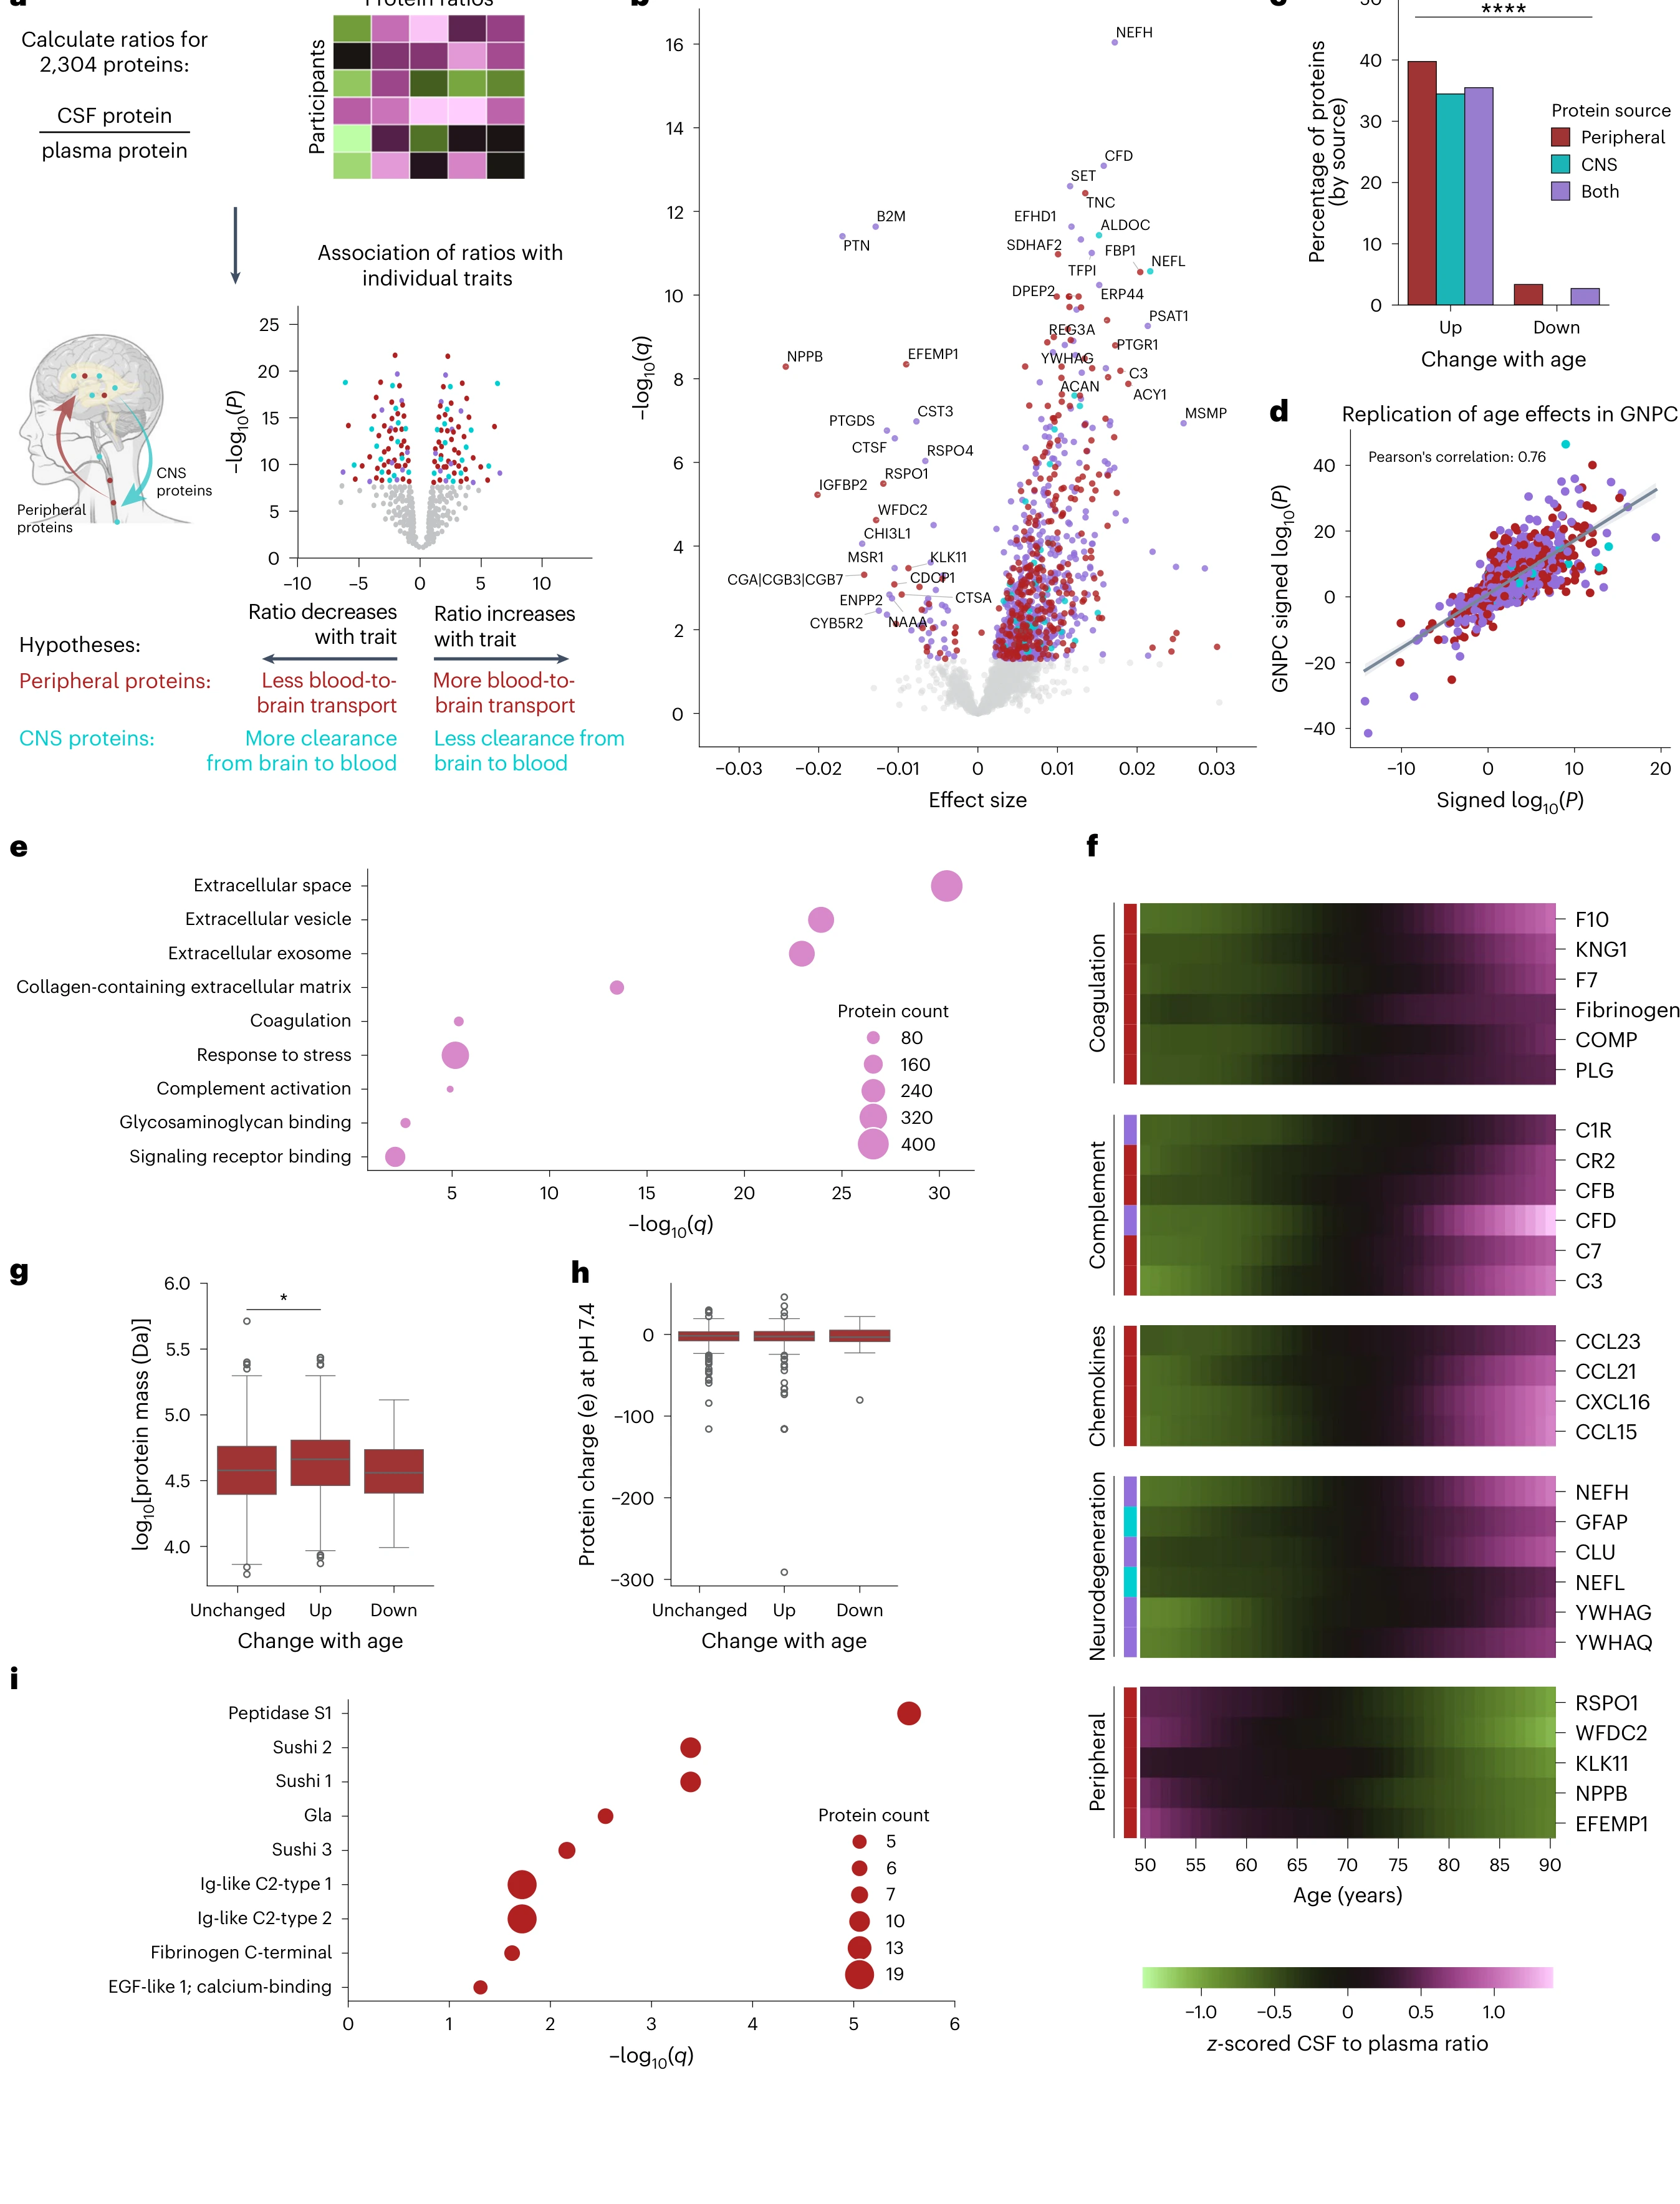 a
Calculate ratios for
2,304 proteins:
CSF protein
plasma protein
Protein ratios
Participants
Association of ratios with
individual traits
CNS
proteins
Peripheral
proteins
–log10(P)
25
20
15
10
5
0
–10
–5
0
5
10
Ratio decreases
with trait
Ratio increases
with trait
Hypotheses:
Peripheral proteins:
Less blood-to-
brain transport
More blood-to-
brain transport
CNS proteins:
More clearance
from brain to blood
Less clearance from
brain to blood
b
–log10(q)
16
14
12
10
8
6
4
2
0
NEFH
CFD
SET
TNC
B2M
EFHD1
ALDOC
PTN
SDHAF2
FBP1
NEFL
TFPI
DPEP2
ERP44
PSAT1
REG3A
PTGR1
NPPB
EFEMP1
YWHAG
C3
ACAN
ACY1
MSMP
PTGDS
CST3
CTSF
RSPO4
RSPO1
IGFBP2
WFDC2
CHI3L1
MSR1
KLK11
CGA|CGB3|CGB7
CDCP1
CTSA
ENPP2
CYB5R2
NAAA
–0.03
–0.02
–0.01
0
0.01
0.02
0.03
Effect size
c
Percentage of proteins
(by source)
50
40
30
20
10
0
****
Protein source
Peripheral
CNS
Both
Up
Down
Change with age
d
Replication of age effects in GNPC
Pearson's correlation: 0.76
GNPC signed log10(P)
40
20
0
–20
–40
–10
0
10
20
Signed log10(P)
e
Extracellular space
Extracellular vesicle
Extracellular exosome
Collagen-containing extracellular matrix
Coagulation
Response to stress
Complement activation
Glycosaminoglycan binding
Signaling receptor binding
Protein count
80
160
240
320
400
5
10
15
20
25
30
–log10(q)
f
Coagulation
F10
KNG1
F7
Fibrinogen
COMP
PLG
Complement
C1R
CR2
CFB
CFD
C7
C3
Chemokines
CCL23
CCL21
CXCL16
CCL15
Neurodegeneration
NEFH
GFAP
CLU
NEFL
YWHAG
YWHAQ
Peripheral
RSPO1
WFDC2
KLK11
NPPB
EFEMP1
50
55
60
65
70
75
80
85
90
Age (years)
–1.0
–0.5
0
0.5
1.0
z-scored CSF to plasma ratio
g
log10[protein mass (Da)]
6.0
5.5
5.0
4.5
4.0
*
Unchanged
Up
Down
Change with age
h
Protein charge (e) at pH 7.4
0
–100
–200
–300
Unchanged
Up
Down
Change with age
i
Peptidase S1
Sushi 2
Sushi 1
Gla
Sushi 3
Ig-like C2-type 1
Ig-like C2-type 2
Fibrinogen C-terminal
EGF-like 1; calcium-binding
Protein count
5
6
7
10
13
19
0
1
2
3
4
5
6
–log10(q)